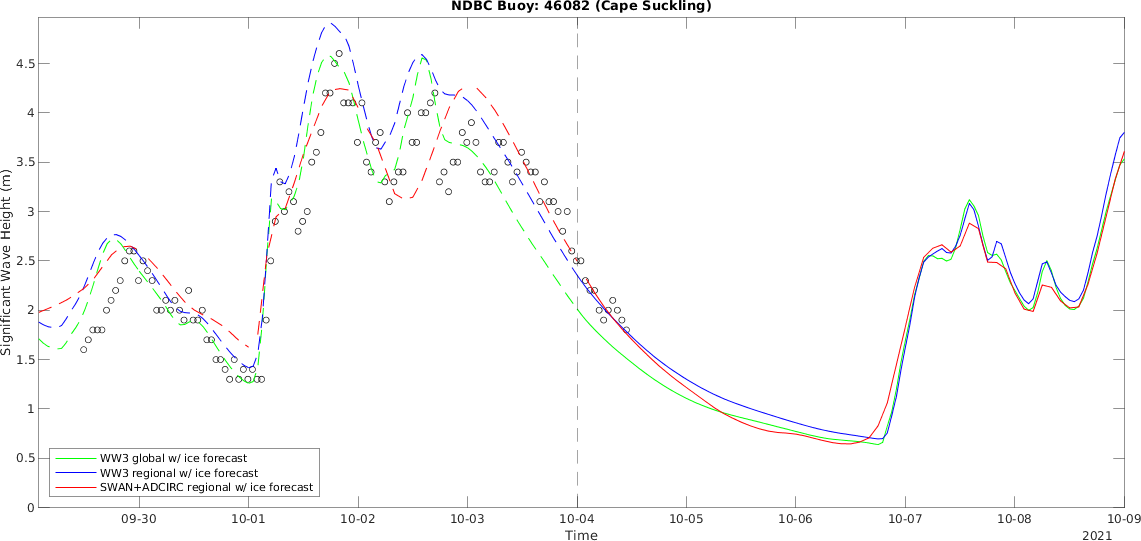 NDBC Buoy: 46082 (Cape Suckling)
Significant Wave Height (m)
4.5
4
3.5
3
2.5
2
1.5
1
0.5
0
WW3 global w/ ice forecast
WW3 regional w/ ice forecast
SWAN+ADCIRC regional w/ ice forecast
09-30 10-01 10-02 10-03 10-04 10-05 10-06 10-07 10-08 10-09
Time
2021